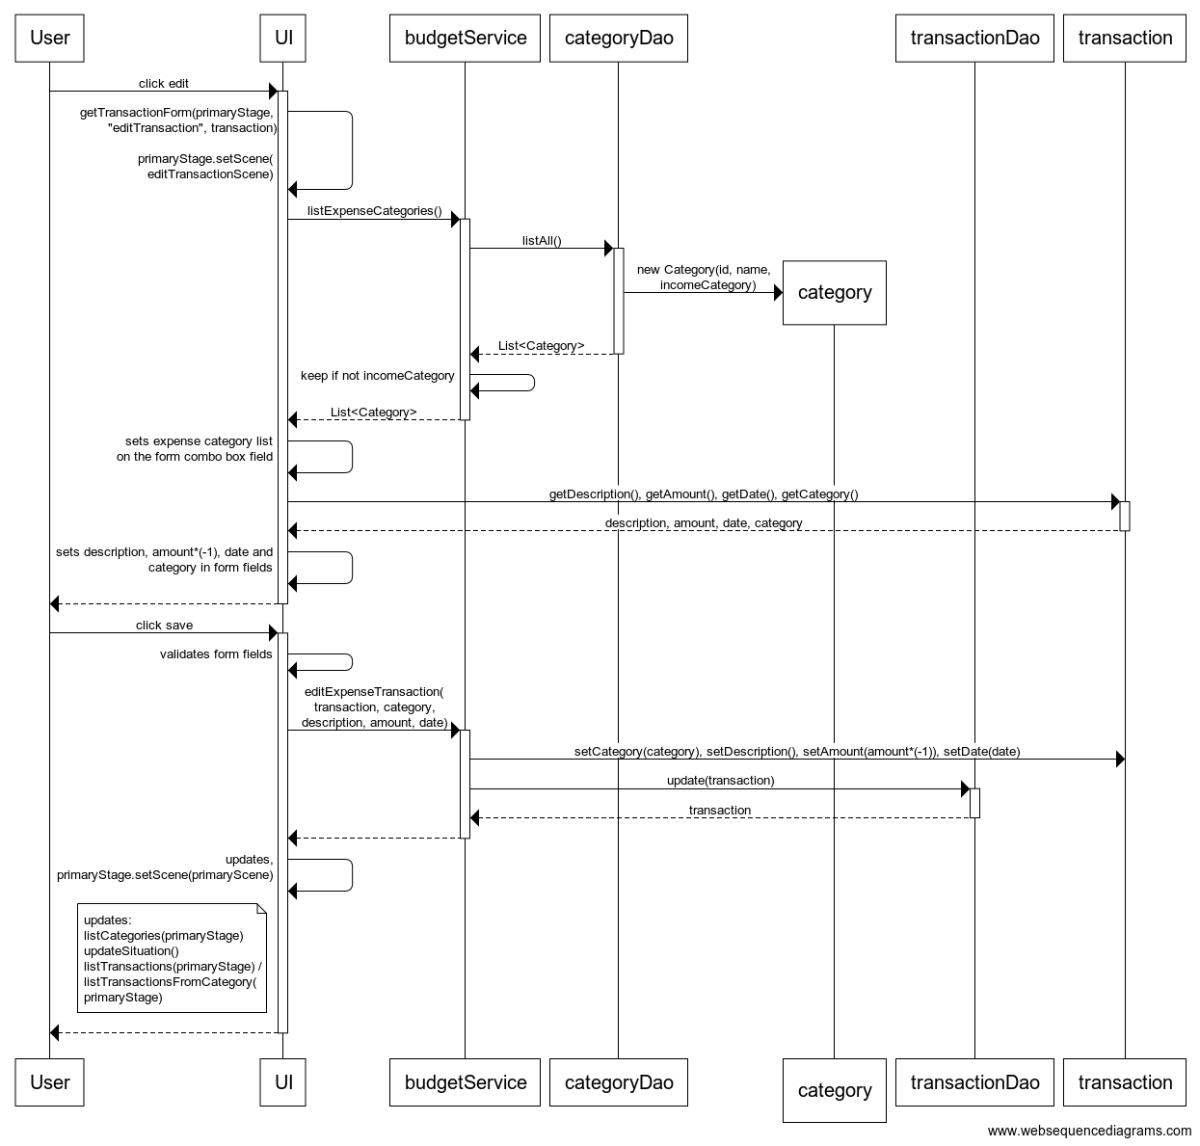 User
UI
budgetService
categoryDao
transactionDao
transaction
click edit
getTransactionForm(primaryStage,
"editTransaction", transaction)
primaryStage.setScene(
editTransactionScene)
listExpenseCategories()
listAll()
new Category(id, name,
incomeCategory)
category
List<Category>
keep if not incomeCategory
List<Category>
sets expense category list
on the form combo box field
getDescription(), getAmount(), getDate(), getCategory()
description, amount, date, category
sets description, amount*(-1), date and
category in form fields
click save
validates form fields
editExpenseTransaction(
transaction, category,
description, amount, date)
setCategory(category), setDescription(), setAmount(amount*(-1)), setDate(date)
update(transaction)
transaction
updates,
primaryStage.setScene(primaryScene)
updates:
listCategories(primaryStage)
updateSituation()
listTransactions(primaryStage) /
listTransactionsFromCategory(
primaryStage)
User
UI
budgetService
categoryDao
category
transactionDao
transaction
www.websequencediagrams.com